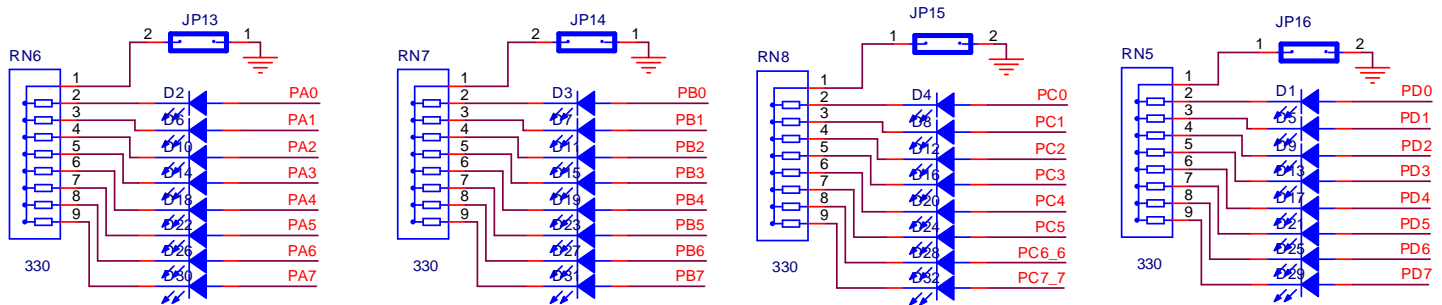 JP13
2 1
RN6
1
2
3
4
5
6
7
8
9
D2
D6
D10
D14
D18
D22
D26
D30
PA0
PA1
PA2
PA3
PA4
PA5
PA6
PA7
330
JP14
2 1
RN7
1
2
3
4
5
6
7
8
9
D3
D7
D11
D15
D19
D23
D27
D31
PB0
PB1
PB2
PB3
PB4
PB5
PB6
PB7
330
JP15
1 2
RN8
1
2
3
4
5
6
7
8
9
D4
D8
D12
D16
D20
D24
D28
D32
PC0
PC1
PC2
PC3
PC4
PC5
PC6_6
PC7_7
330
JP16
1 2
RN5
1
2
3
4
5
6
7
8
9
D1
D5
D9
D13
D17
D21
D25
D29
PD0
PD1
PD2
PD3
PD4
PD5
PD6
PD7
330